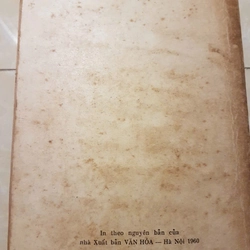 In theo nguyên bản của
nhà Xuất bản VĂN HÓA — Hà Nội 1960